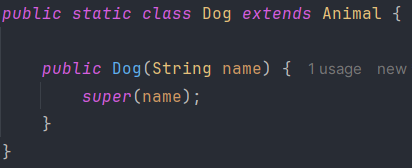 public static class Dog extends Animal {
public Dog(String name) { 1 usage new
super(name);
}
}